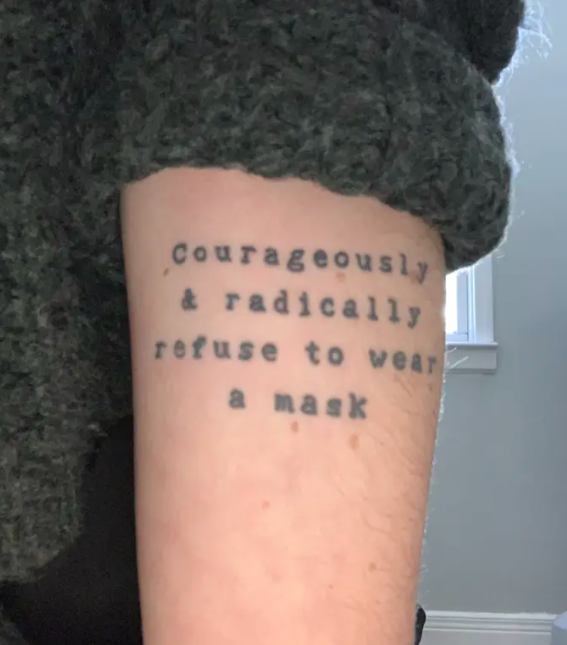 Courageously
& radically
refuse to wear
a mask